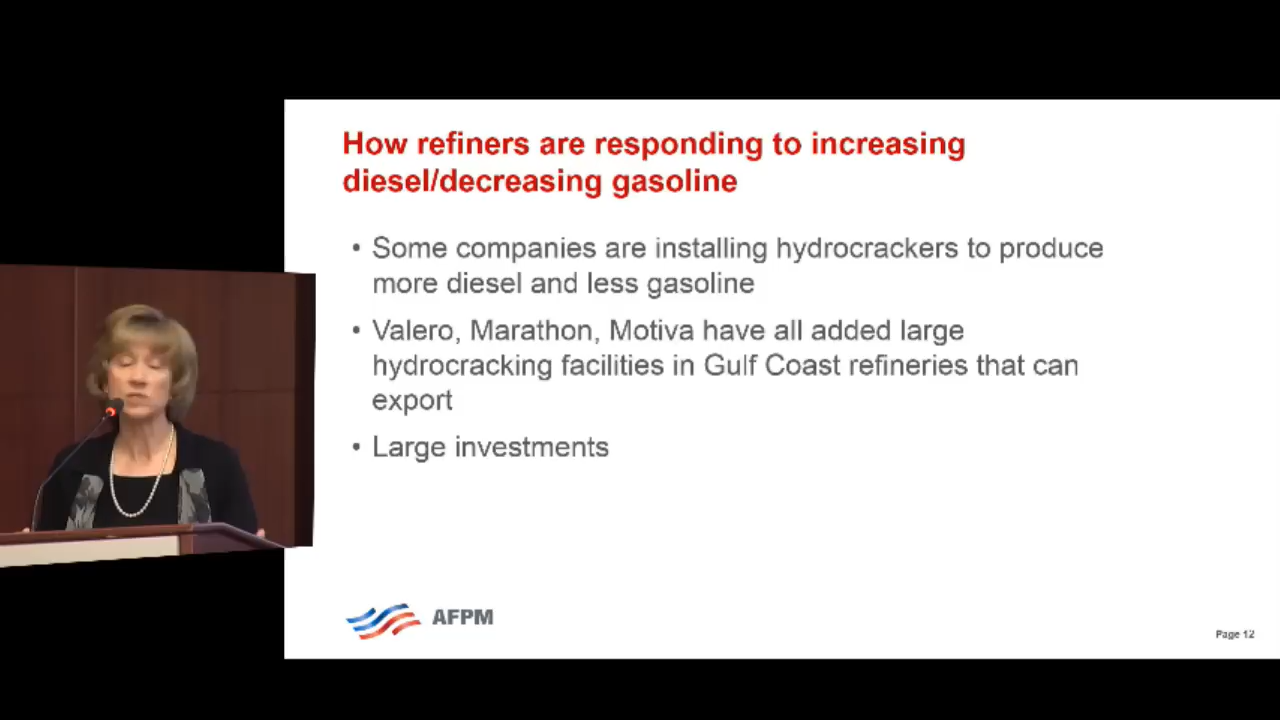 How refiners are responding to increasing
diesel/decreasing gasoline
• Some companies are installing hydrocrackers to produce
more diesel and less gasoline
• Valero, Marathon, Motiva have all added large
hydrocracking facilities in Gulf Coast refineries that can
export
• Large investments
AFPM
Page 12